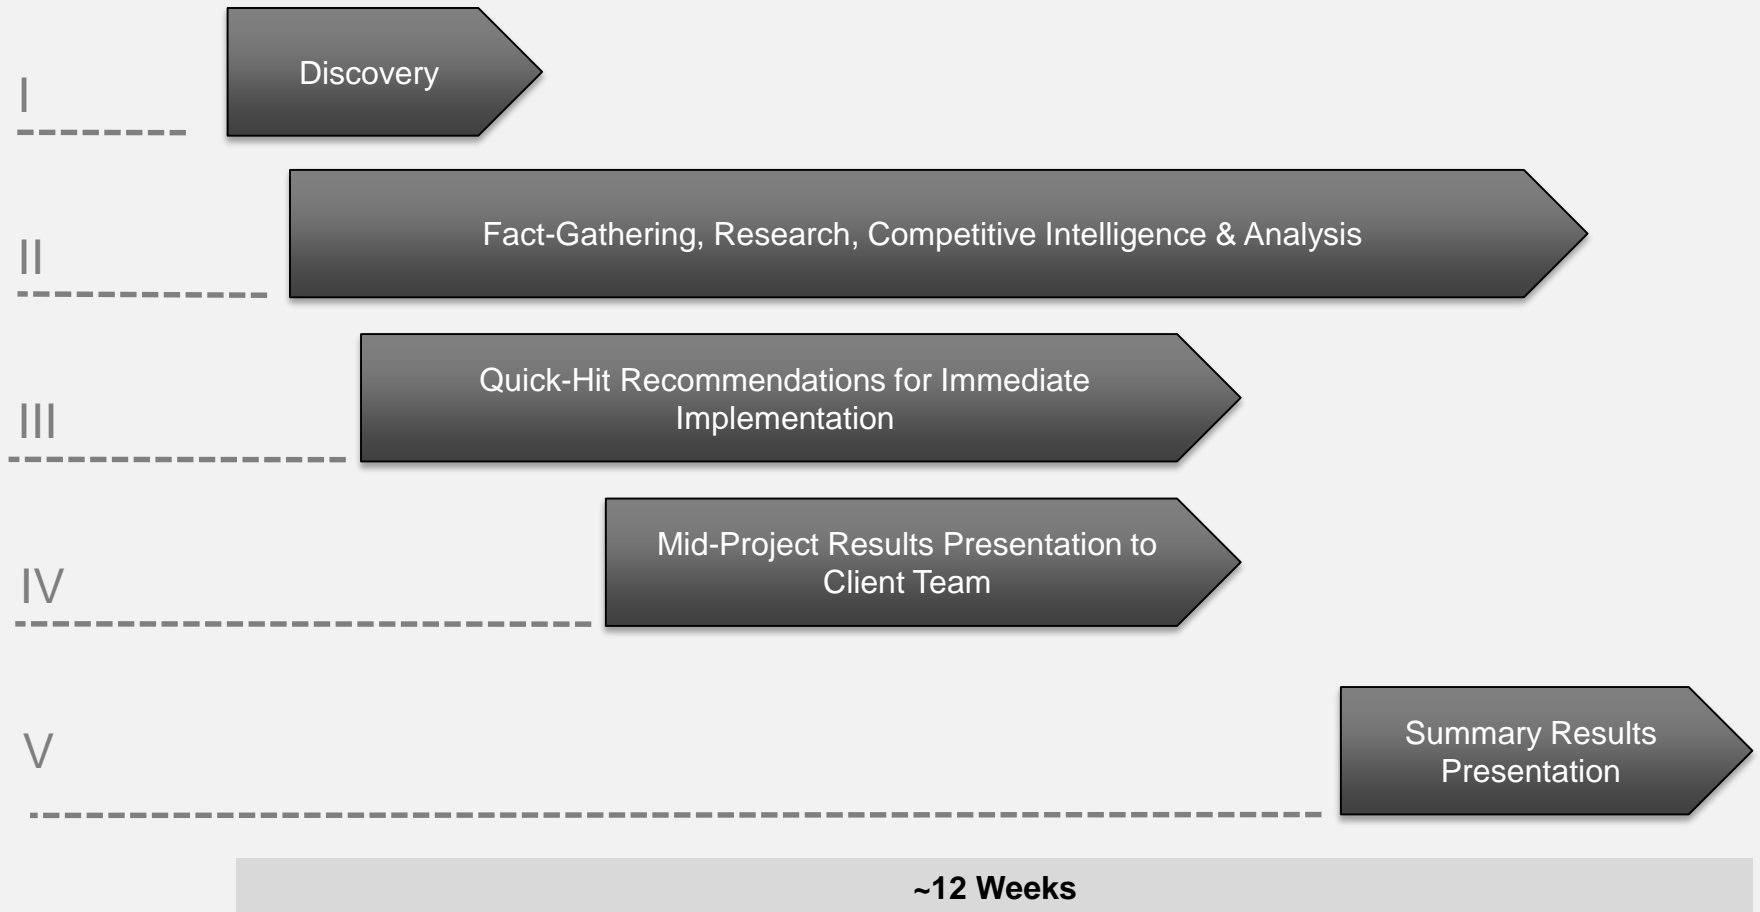 I
Discovery
II
Fact-Gathering, Research, Competitive Intelligence & Analysis
III
Quick-Hit Recommendations for Immediate
Implementation
IV
Mid-Project Results Presentation to
Client Team
V
Summary Results
Presentation
~12 Weeks